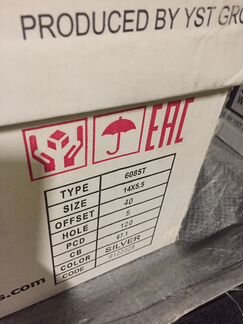 PRODUCED BY YST GRO
EAC
TYPE 6085T
SIZE 14X5.5
OFFSET 40
HOLE 5
PCD 120
CB 67.1
COLOR SILVER
CODE
s.com